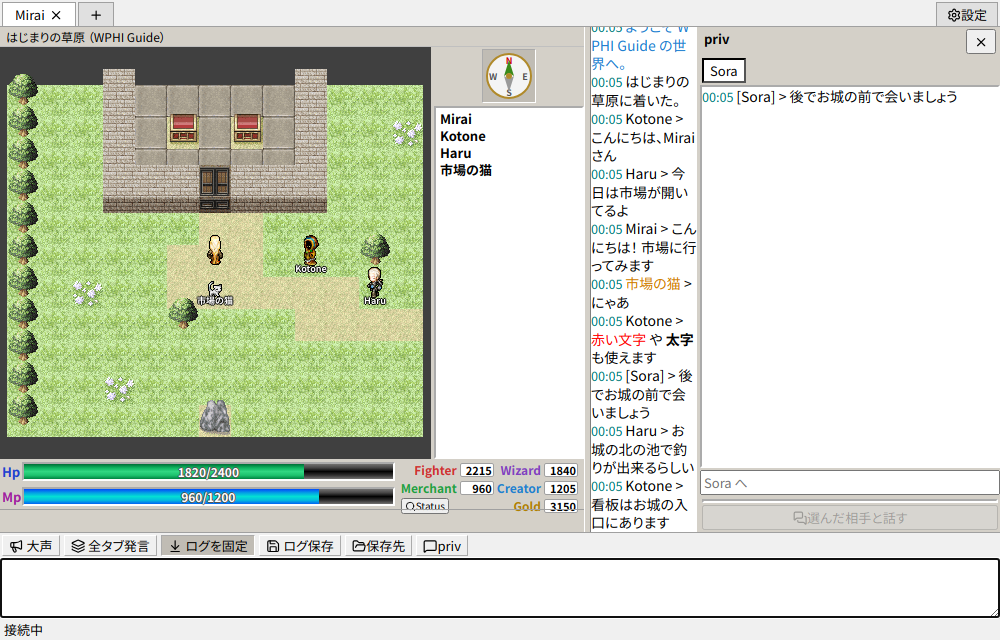 Mirai ×
+
設定
はじまりの草原 (WPHI Guide)
N
W E
S
Kotone
市場の猫
Haru
Mirai
Kotone
Haru
市場の猫
Hp 1820/2400
Mp 960/1200
Fighter 2215 Wizard 1840
Merchant 960 Creator 1205
Status Gold 3150
00:05 ようこそ W
PHI Guide の世
界へ。
00:05 はじまりの
草原に着いた。
00:05 Kotone >
こんにちは、Mirai
さん
00:05 Haru > 今
日は市場が開い
てるよ
00:05 Mirai > こん
にちは！ 市場に行
ってみます
00:05 市場の猫 >
にゃあ
00:05 Kotone >
赤い文字 や 太字
も使えます
00:05 [Sora] > 後
でお城の前で会
いましょう
00:05 Haru > お
城の北の池で釣
りが出来るらしい
00:05 Kotone >
看板はお城の入
口にあります
priv
×
Sora
00:05 [Sora] > 後でお城の前で会いましょう
Sora へ
選んだ相手と話す
大声 全タブ発言 ログを固定 ログ保存 保存先 priv
接続中